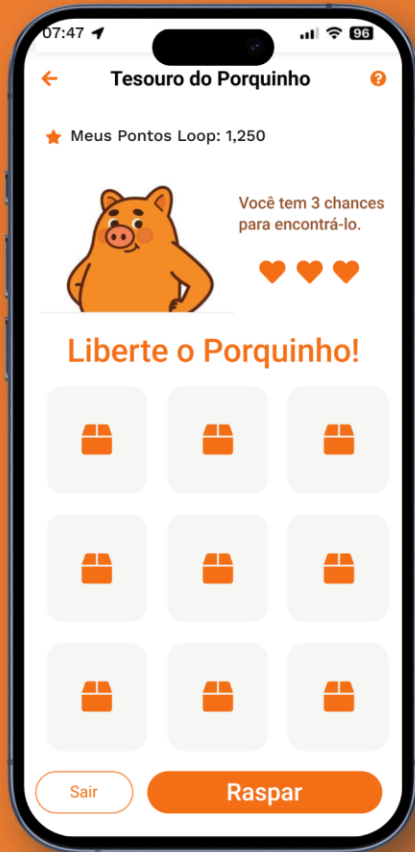 07:47
96
Tesouro do Porquinho
?
Meus Pontos Loop: 1,250
Você tem 3 chances
para encontrá-lo.
Liberte o Porquinho!
Sair
Raspar